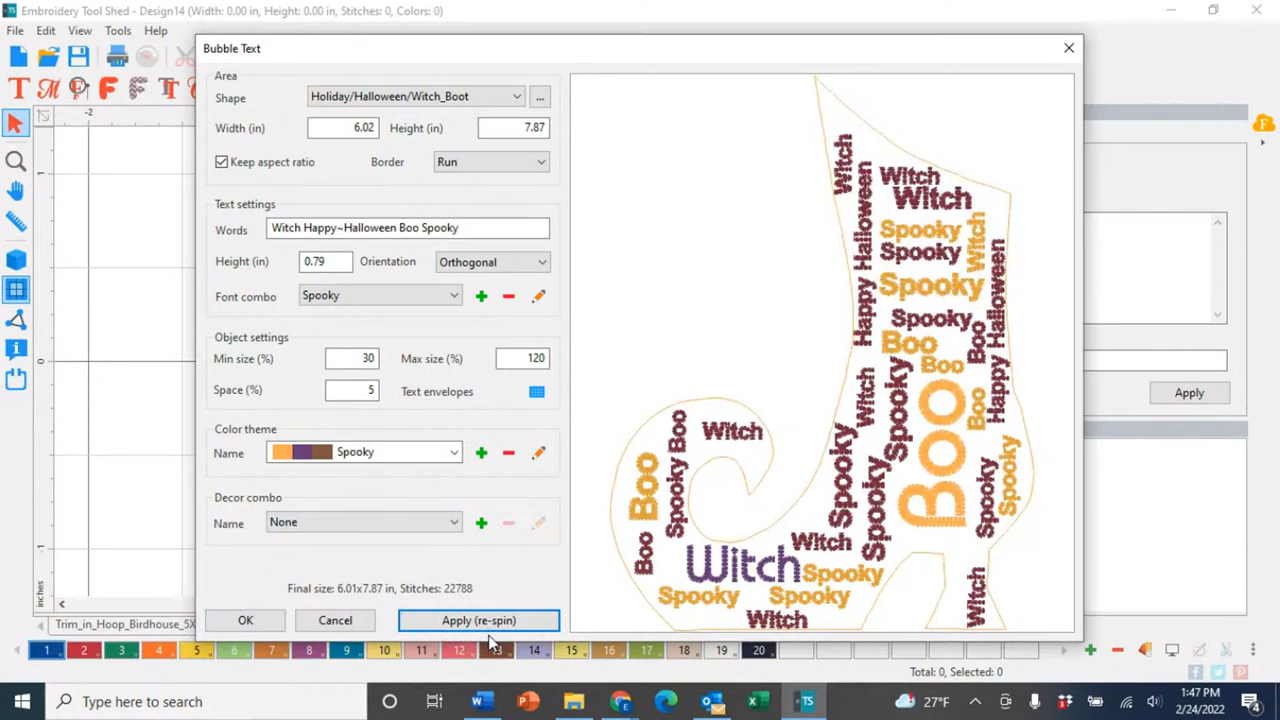 Embroidery Tool Shed - Design14 (Width: 0.00 in, Height: 0.00 in, Stitches: 0, Colors: 0)
File Edit View Tools Help
Bubble Text
Area
Shape Holiday/Halloween/Witch_Boot ...
Width (in) 6.02 Height (in) 7.87
Keep aspect ratio Border Run
Text settings
Words Witch Happy~Halloween Boo Spooky
Height (in) 0.79 Orientation Orthogonal
Font combo Spooky
Object settings
Min size (%) 30 Max size (%) 120
Space (%) 5 Text envelopes
Color theme
Name Spooky
Decor combo
Name None
Final size: 6.01x7.87 in, Stitches: 22788
OK Cancel Apply (re-spin)
Witch
Witch
Witch
Happy Halloween
Spooky
Witch
Spooky
Spooky
Happy Halloween
Spooky
Boo
Boo
Boo
Witch
Spooky
Boo
Boo
Witch
Spooky Boo
Boo
Spooky
Spooky
Spooky
Spooky
Boo
Witch
Witch
Spooky
Spooky
Spooky
Witch
Witch
Apply
-2
1
0
-1
inches
Trim_in_Hoop_Birdhouse_5X
1 2 3 4 5 6 7 8 9 10 11 12 13 14 15 16 17 18 19 20
Total: 0, Selected: 0
Type here to search
27°F
1:47 PM
2/24/2022
4